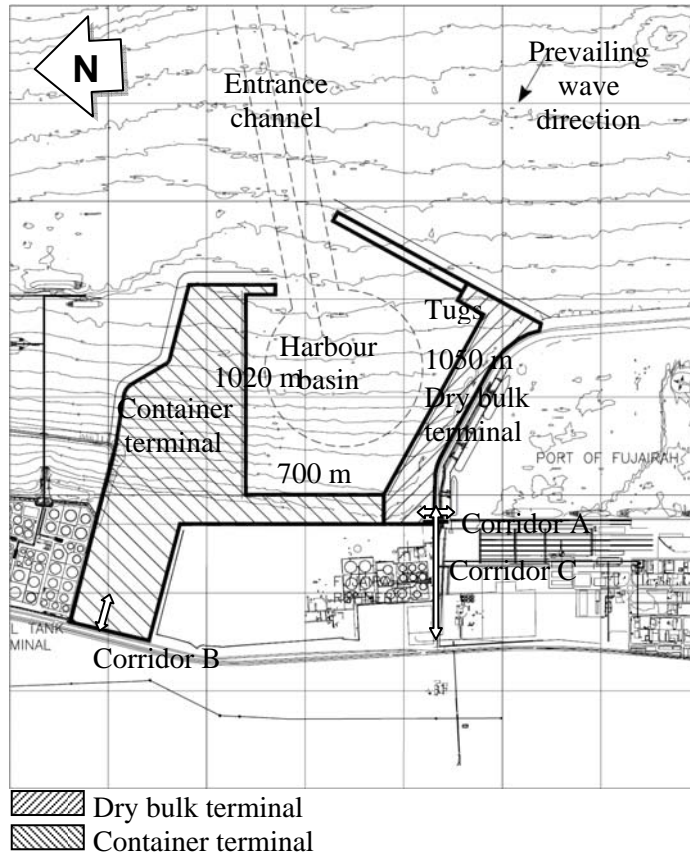 N
Prevailing
wave
direction
Entrance
channel
Tugs
Harbour
basin
1050 m
1020 m
Dry bulk
terminal
Container
terminal
PORT OF FUJAIRAH
700 m
Corridor A
Corridor C
TANK
Corridor B
Dry bulk terminal
Container terminal